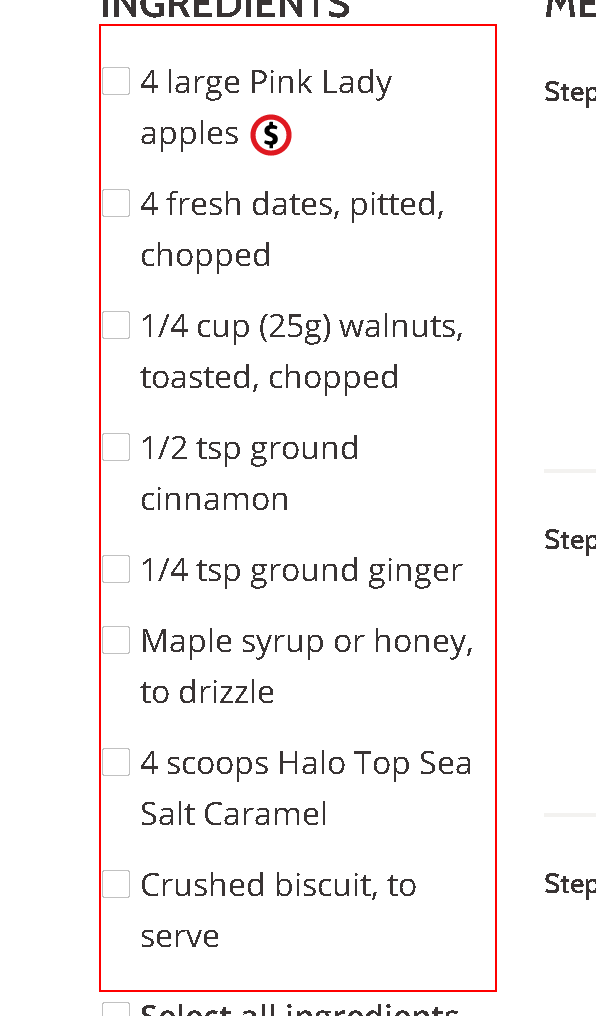 INGREDIENTS
ME
4 large Pink Lady
apples $
4 fresh dates, pitted,
chopped
1/4 cup (25g) walnuts,
toasted, chopped
1/2 tsp ground
cinnamon
1/4 tsp ground ginger
Maple syrup or honey,
to drizzle
4 scoops Halo Top Sea
Salt Caramel
Crushed biscuit, to
serve
Select all ingredients
Step
Step
Step